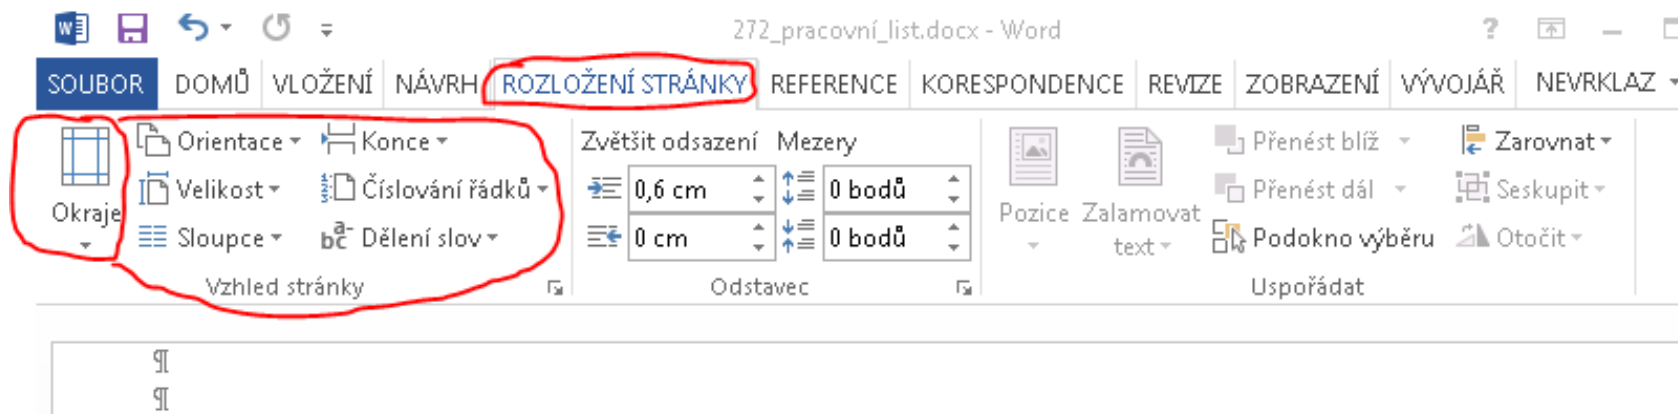 272_pracovní_list.docx - Word
SOUBOR DOMŮ VLOŽENÍ NÁVRH ROZLOŽENÍ STRÁNKY REFERENCE KORESPONDENCE REVIZE ZOBRAZENÍ VÝVOJÁŘ NEVRKLAZ
Okraje
Orientace
Velikost
Sloupce
Konce
Číslování řádků
Dělení slov
Vzhled stránky
Zvětšit odsazení Mezery
0,6 cm 0 bodů
0 cm 0 bodů
Odstavec
Pozice
Zalamovat
text
Přenést blíž
Přenést dál
Podokno výběru
Zarovnat
Seskupit
Otočit
Uspořádat
¶
¶